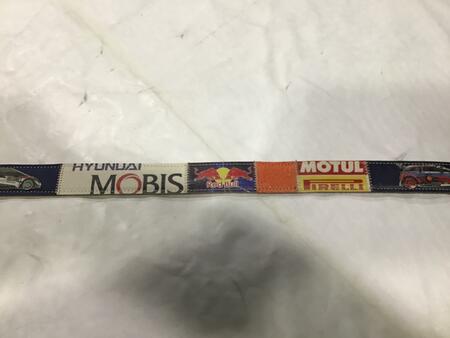 HYUNDAI
MOBIS
Red Bull
MOTUL
PIRELLI